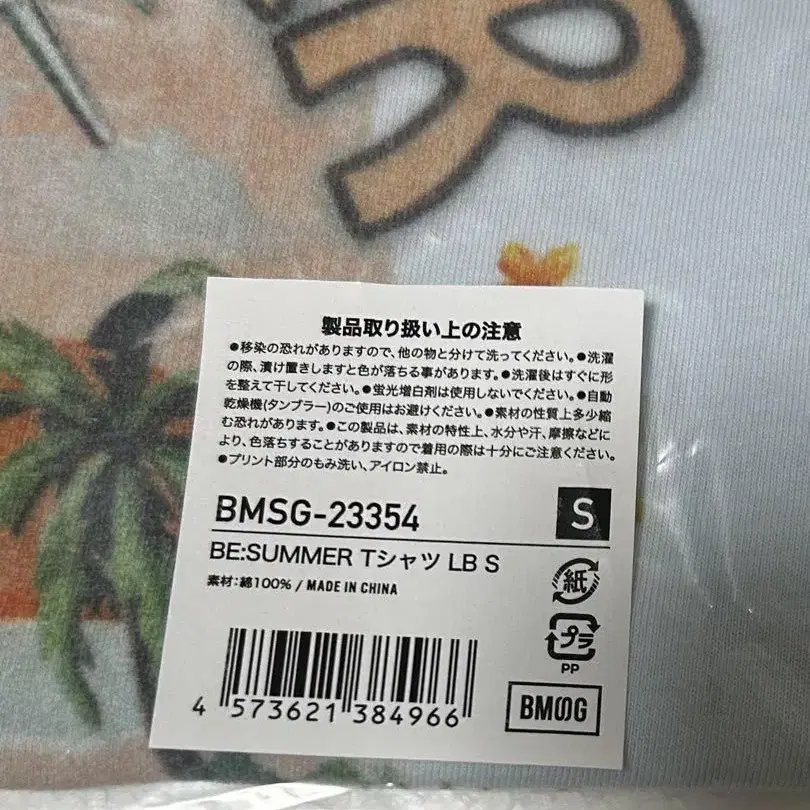 R
製品取り扱い上の注意
●移染の恐れがありますので、他の物と分けて洗ってください。●洗濯
の際、漬け置きしますと色が落ちる事があります。●洗濯後はすぐに形
を整えて干してください。●蛍光増白剤は使用しないでください。●自動
乾燥機(タンブラー)のご使用はお避けください。●素材の性質上多少縮
む恐れがあります。●この製品は、素材の特性上、水分や汗、摩擦などに
より、色落ちすることがありますので着用の際は十分にご注意ください。
●プリント部分のもみ洗い、アイロン禁止。
BMSG-23354
S
BE:SUMMER Tシャツ LB S
素材:綿100% / MADE IN CHINA
紙
プラ
PP
4 573621 384966
BMSG